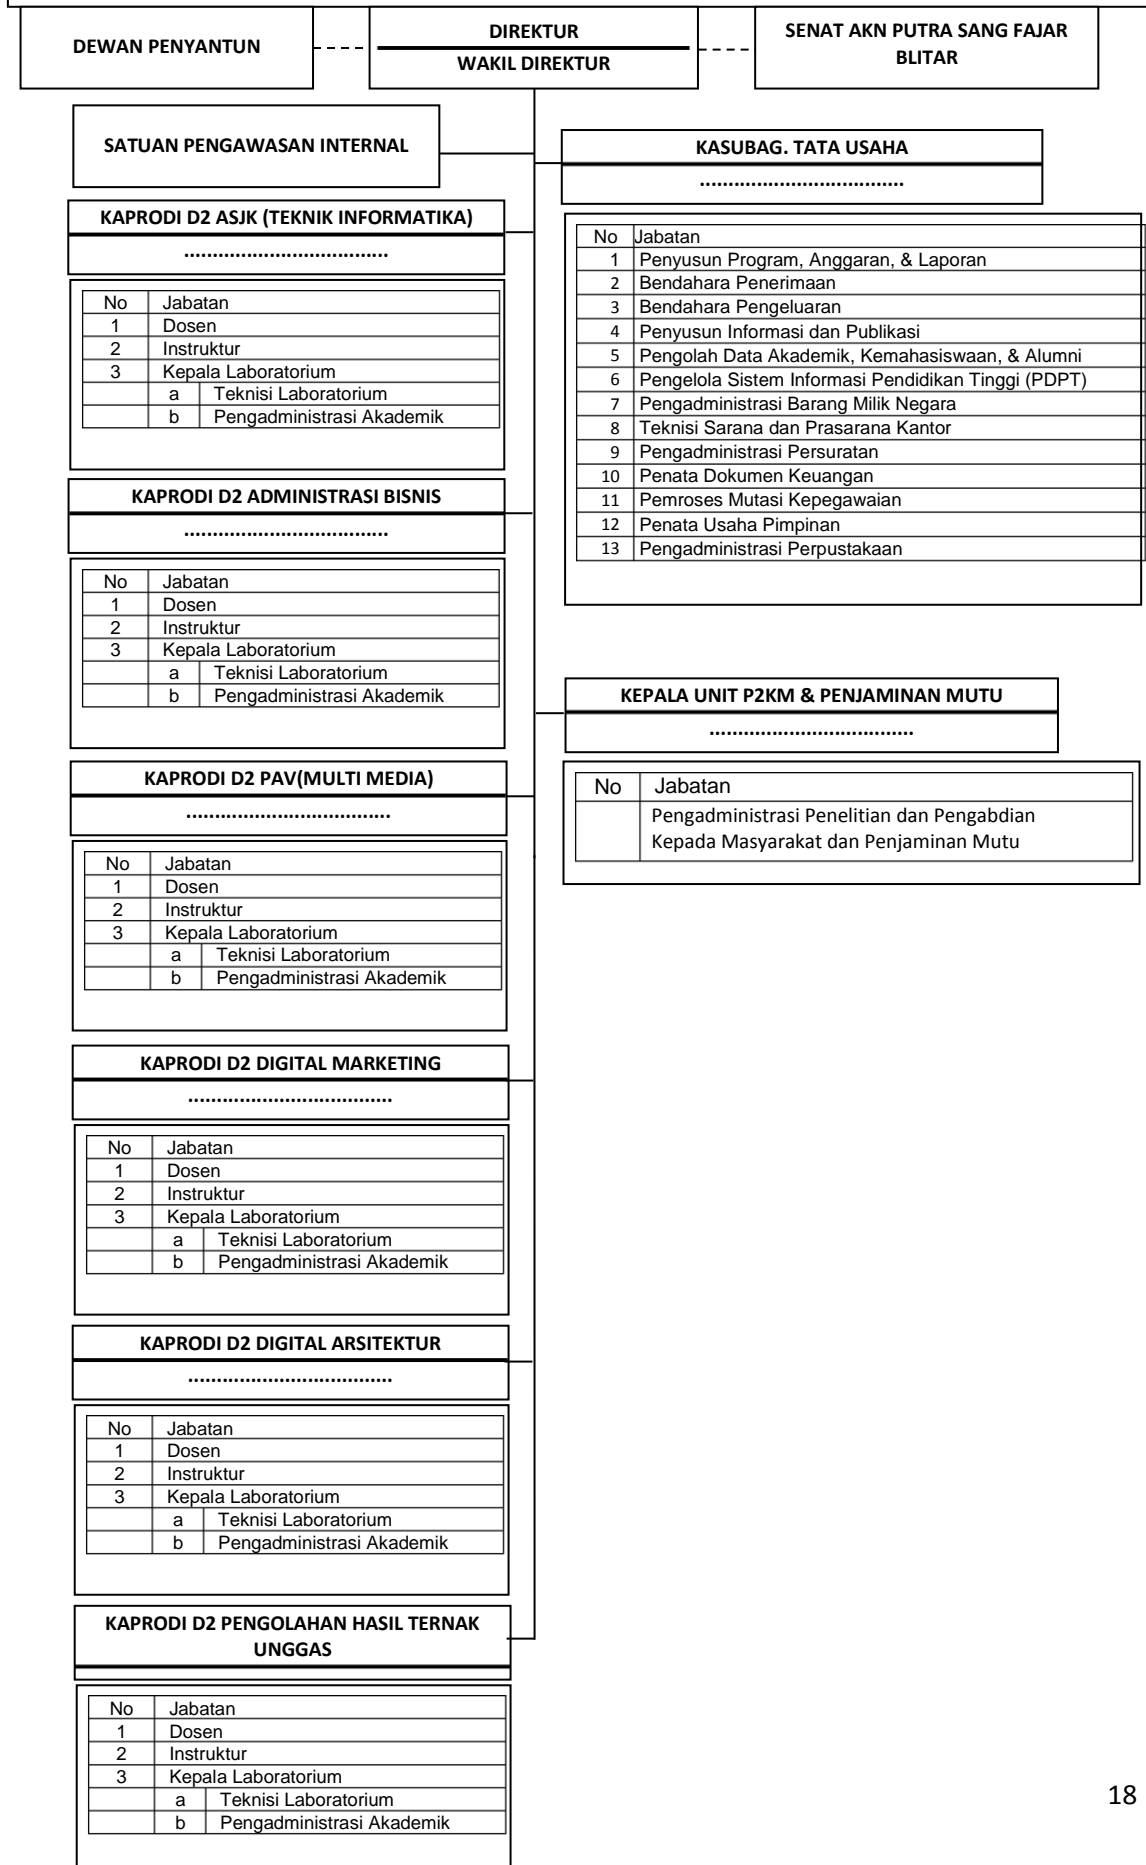 DEWAN PENYANTUN
DIREKTUR
WAKIL DIREKTUR
SENAT AKN PUTRA SANG FAJAR
BLITAR
SATUAN PENGAWASAN INTERNAL
KASUBAG. TATA USAHA
....................................
No Jabatan
1 Penyusun Program, Anggaran, & Laporan
2 Bendahara Penerimaan
3 Bendahara Pengeluaran
4 Penyusun Informasi dan Publikasi
5 Pengolah Data Akademik, Kemahasiswaan, & Alumni
6 Pengelola Sistem Informasi Pendidikan Tinggi (PDPT)
7 Pengadministrasi Barang Milik Negara
8 Teknisi Sarana dan Prasarana Kantor
9 Pengadministrasi Persuratan
10 Penata Dokumen Keuangan
11 Pemroses Mutasi Kepegawaian
12 Penata Usaha Pimpinan
13 Pengadministrasi Perpustakaan
KAPRODI D2 ASJK (TEKNIK INFORMATIKA)
....................................
No Jabatan
1 Dosen
2 Instruktur
3 Kepala Laboratorium
a Teknisi Laboratorium
b Pengadministrasi Akademik
KAPRODI D2 ADMINISTRASI BISNIS
....................................
No Jabatan
1 Dosen
2 Instruktur
3 Kepala Laboratorium
a Teknisi Laboratorium
b Pengadministrasi Akademik
KEPALA UNIT P2KM & PENJAMINAN MUTU
....................................
No Jabatan
Pengadministrasi Penelitian dan Pengabdian
Kepada Masyarakat dan Penjaminan Mutu
KAPRODI D2 PAV(MULTI MEDIA)
....................................
No Jabatan
1 Dosen
2 Instruktur
3 Kepala Laboratorium
a Teknisi Laboratorium
b Pengadministrasi Akademik
KAPRODI D2 DIGITAL MARKETING
....................................
No Jabatan
1 Dosen
2 Instruktur
3 Kepala Laboratorium
a Teknisi Laboratorium
b Pengadministrasi Akademik
KAPRODI D2 DIGITAL ARSITEKTUR
....................................
No Jabatan
1 Dosen
2 Instruktur
3 Kepala Laboratorium
a Teknisi Laboratorium
b Pengadministrasi Akademik
KAPRODI D2 PENGOLAHAN HASIL TERNAK
UNGGAS
No Jabatan
1 Dosen
2 Instruktur
3 Kepala Laboratorium
a Teknisi Laboratorium
b Pengadministrasi Akademik
18